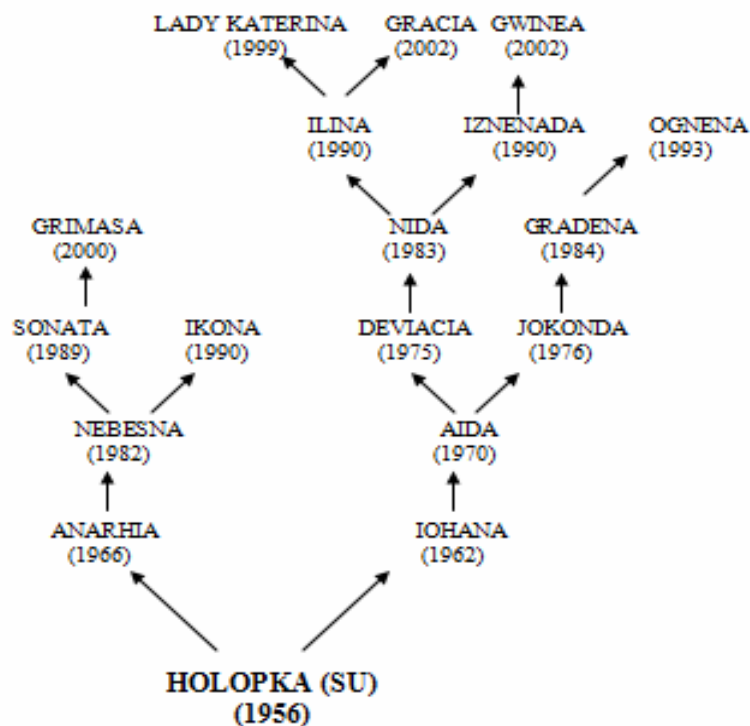 LADY KATERINA GRACIA GWINEA
(1999) (2002) (2002)
ILINA IZNENADA OGNENA
(1990) (1990) (1993)
GRIMASA NIDA GRADENA
(2000) (1983) (1984)
SONATA IKONA DEVIACIA JOKONDA
(1989) (1990) (1975) (1976)
NEBESNA AIDA
(1982) (1970)
ANARHIA IOHANA
(1966) (1962)
HOLOPKA (SU)
(1956)